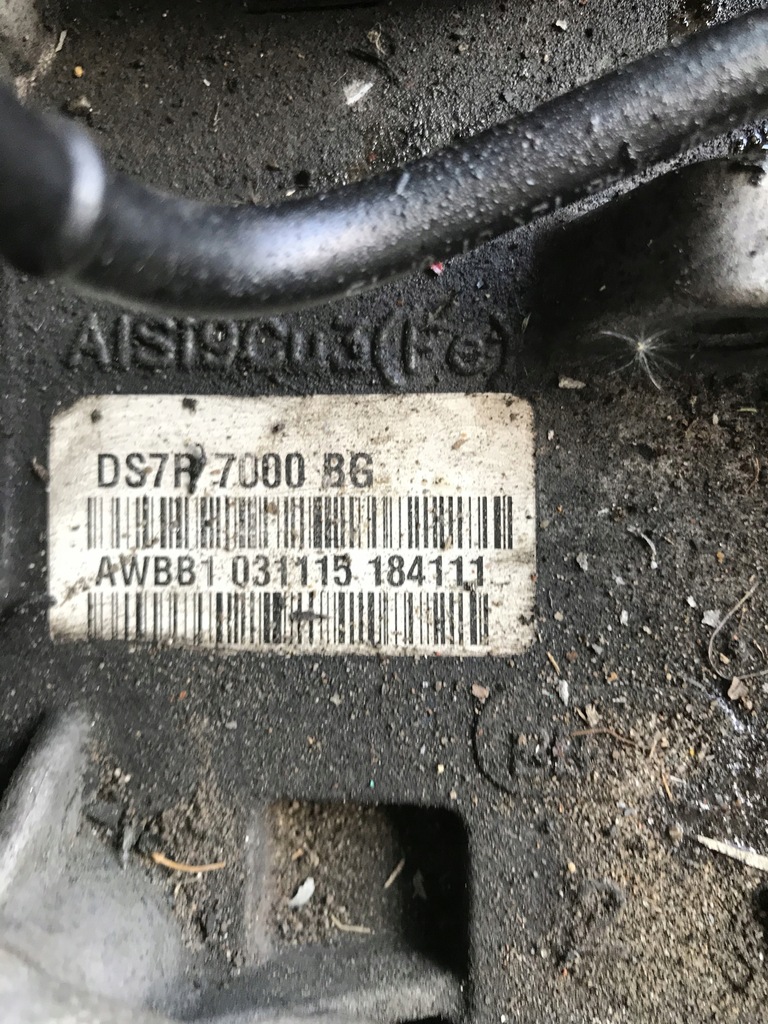 AlSi9Cu3(Fe)
DS7R 7000 BG
AWBB1 031115 184111